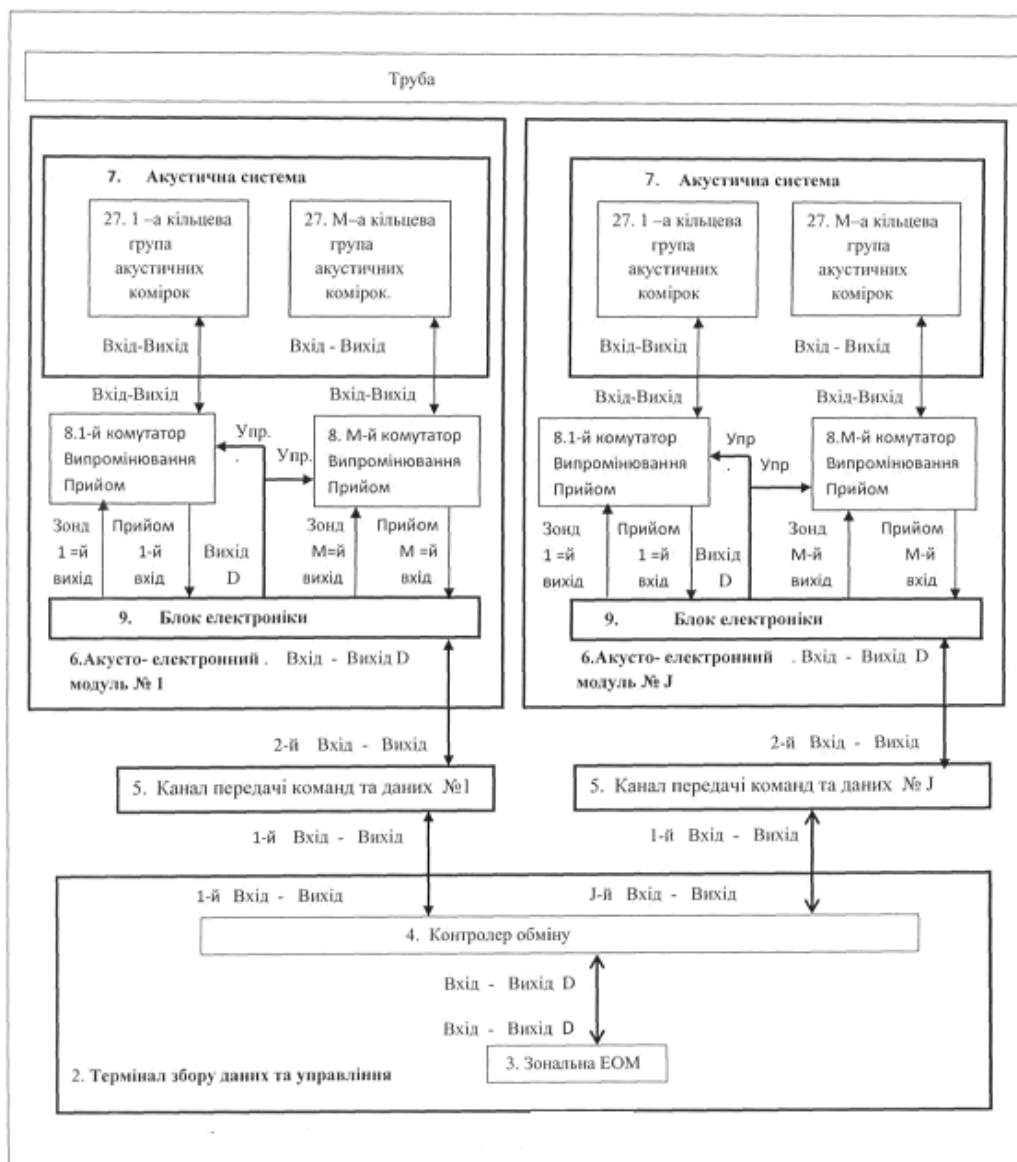 Труба
7. Акустична система
27. 1 –а кільцева
група
акустичних
комірок
27. М–а кільцева
група
акустичних
комірок.
Вхід-Вихід
Вхід - Вихід
Вхід-Вихід
Вхід-Вихід
8.1-й комутатор
Випромінювання
Прийом
Упр.
.
Упр.
8. М-й комутатор
Випромінювання
Прийом
Зонд
1 =й
вихід
Прийом
1-й
вхід
Вихід
D
Зонд
М=й
вихід
Прийом
М =й
вхід
9. Блок електроніки
6.Акусто- електронний . Вхід - Вихід D
модуль № 1
7. Акустична система
27. 1 –а кільцева
група
акустичних
комірок
27. М–а кільцева
група
акустичних
комірок
Вхід-Вихід
Вхід - Вихід
Вхід-Вихід
Вхід-Вихід
8.1-й комутатор
Випромінювання
Прийом
Упр
.
Упр
8.М-й комутатор
Випромінювання
Прийом
Зонд
1 =й
вихід
Прийом
1 =й
вхід
Вихід
D
Зонд
М-й
вихід
Прийом
М-й
вхід
9. Блок електроніки
6.Акусто- електронний . Вхід - Вихід D
модуль № J
2-й Вхід - Вихід
2-й Вхід - Вихід
5. Канал передачі команд та даних №1
5. Канал передачі команд та даних № J
1-й Вхід - Вихід
1-й Вхід - Вихід
1-й Вхід - Вихід
J-й Вхід - Вихід
4. Контролер обміну
Вхід - Вихід D
Вхід - Вихід D
3. Зональна ЕОМ
2. Термінал збору даних та управління